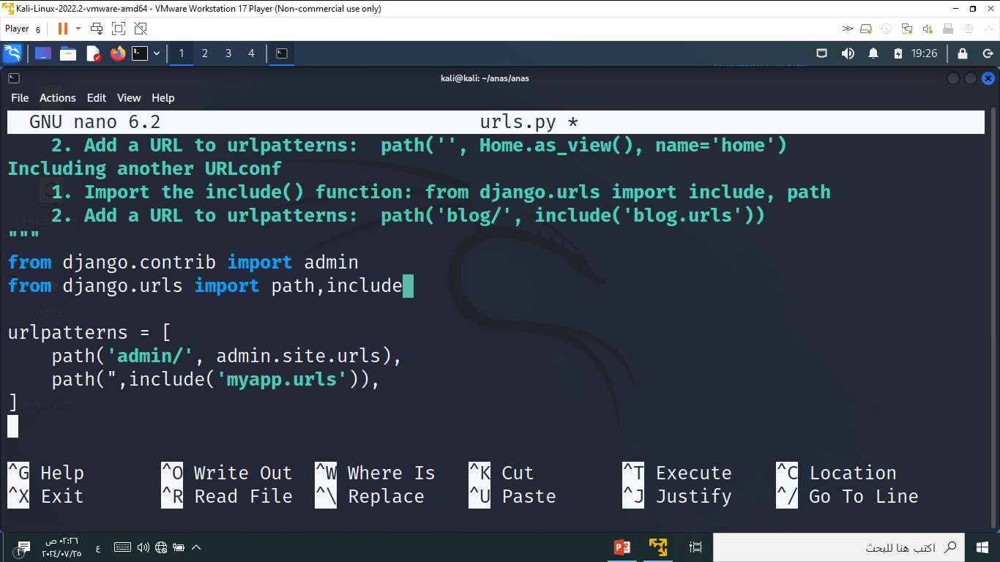 Kali-Linux-2022.2-vmware-amd64 - VMware Workstation 17 Player (Non-commercial use only)
Player 6
1 2 3 4
19:26
kali@kali: ~/anas/anas
File Actions Edit View Help
GNU nano 6.2 urls.py *
2. Add a URL to urlpatterns:  path('', Home.as_view(), name='home')
Including another URLconf
1. Import the include() function: from django.urls import include, path
2. Add a URL to urlpatterns:  path('blog/', include('blog.urls'))
"""
from django.contrib import admin
from django.urls import path,include
Home
urlpatterns = [
path('admin/', admin.site.urls),
path(",include('myapp.urls')),
]
New Folder
^G Help ^O Write Out ^W Where Is ^K Cut ^T Execute ^C Location
^X Exit ^R Read File ^\ Replace ^U Paste ^J Justify ^/ Go To Line
١
٠٢:٢٦ ص
٢٠٢٤/٠٧/٢٥
ع
اكتب هنا للبحث